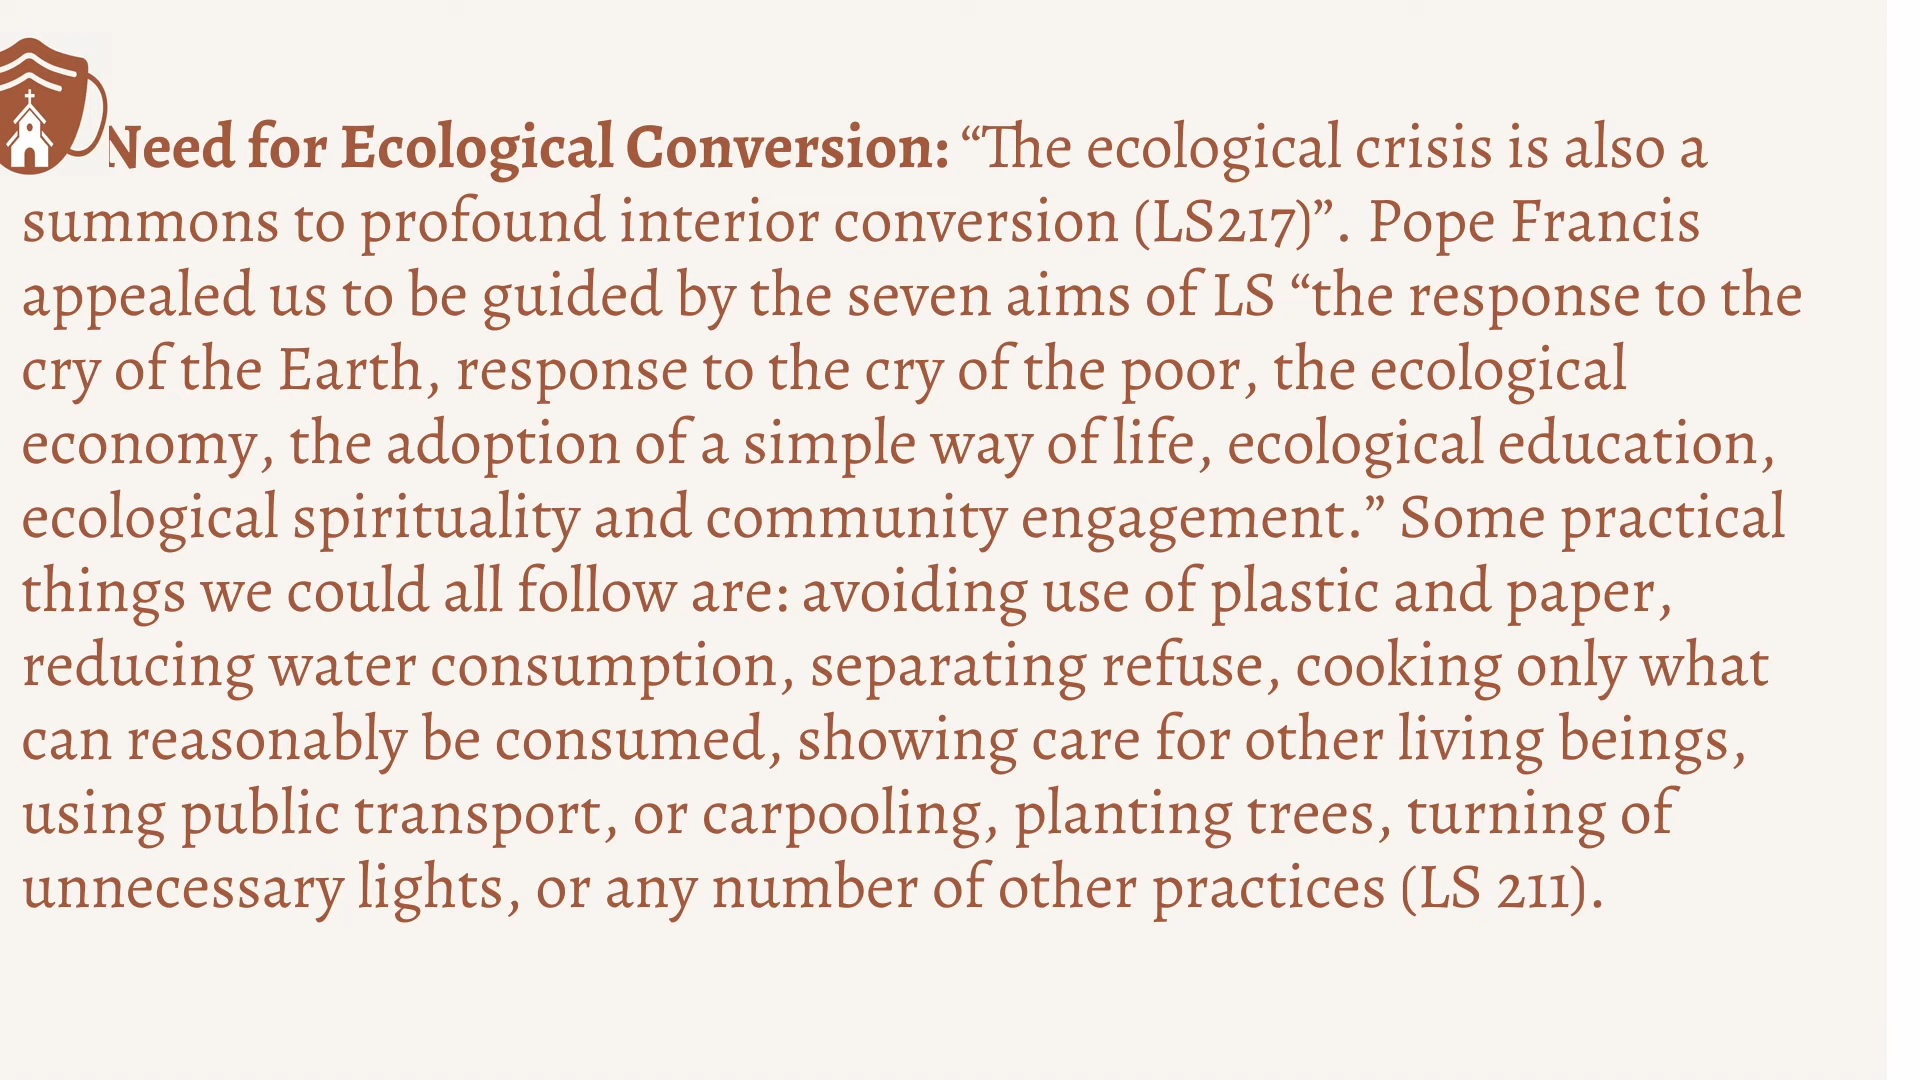 Need for Ecological Conversion: “The ecological crisis is also a
summons to profound interior conversion (LS217)”. Pope Francis
appealed us to be guided by the seven aims of LS “the response to the
cry of the Earth, response to the cry of the poor, the ecological
economy, the adoption of a simple way of life, ecological education,
ecological spirituality and community engagement.” Some practical
things we could all follow are: avoiding use of plastic and paper,
reducing water consumption, separating refuse, cooking only what
can reasonably be consumed, showing care for other living beings,
using public transport, or carpooling, planting trees, turning of
unnecessary lights, or any number of other practices (LS 211).